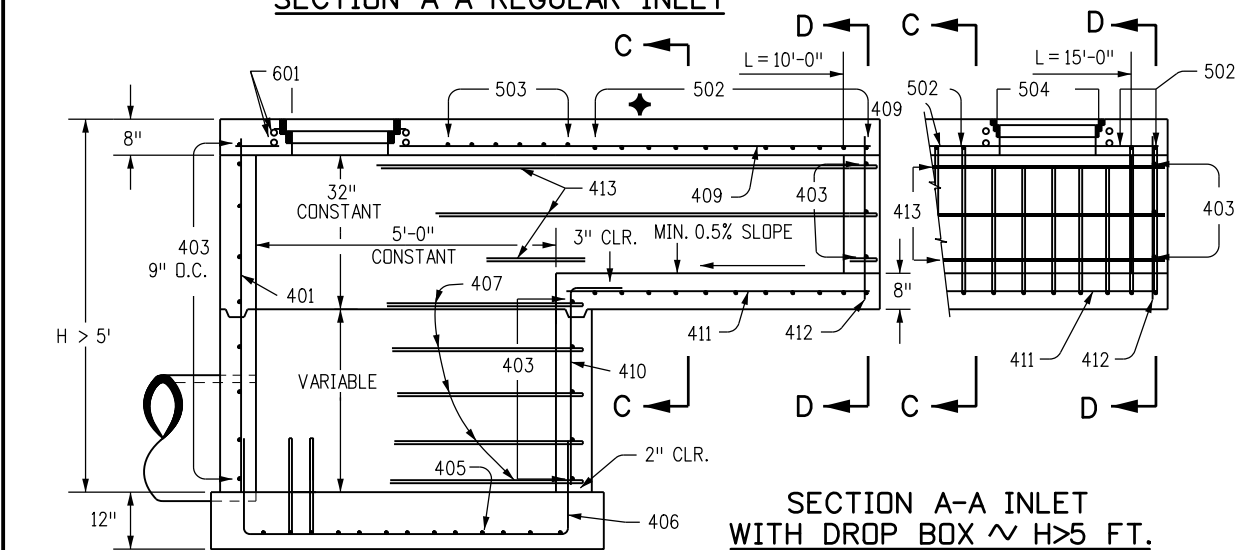 SECTION A-A REGULAR INLET
D
C
D
C
L = 10'-0"
L = 15'-0"
601
503
502
409
502
504
502
8"
32"
CONSTANT
413
409
403
413
403
403
9" O.C.
5'-0"
CONSTANT
3" CLR.
MIN. 0.5% SLOPE
401
407
8"
H > 5'
411
412
403
410
411
412
VARIABLE
C
D
C
D
405
2" CLR.
12"
406
SECTION A-A INLET
WITH DROP BOX ~ H>5 FT.